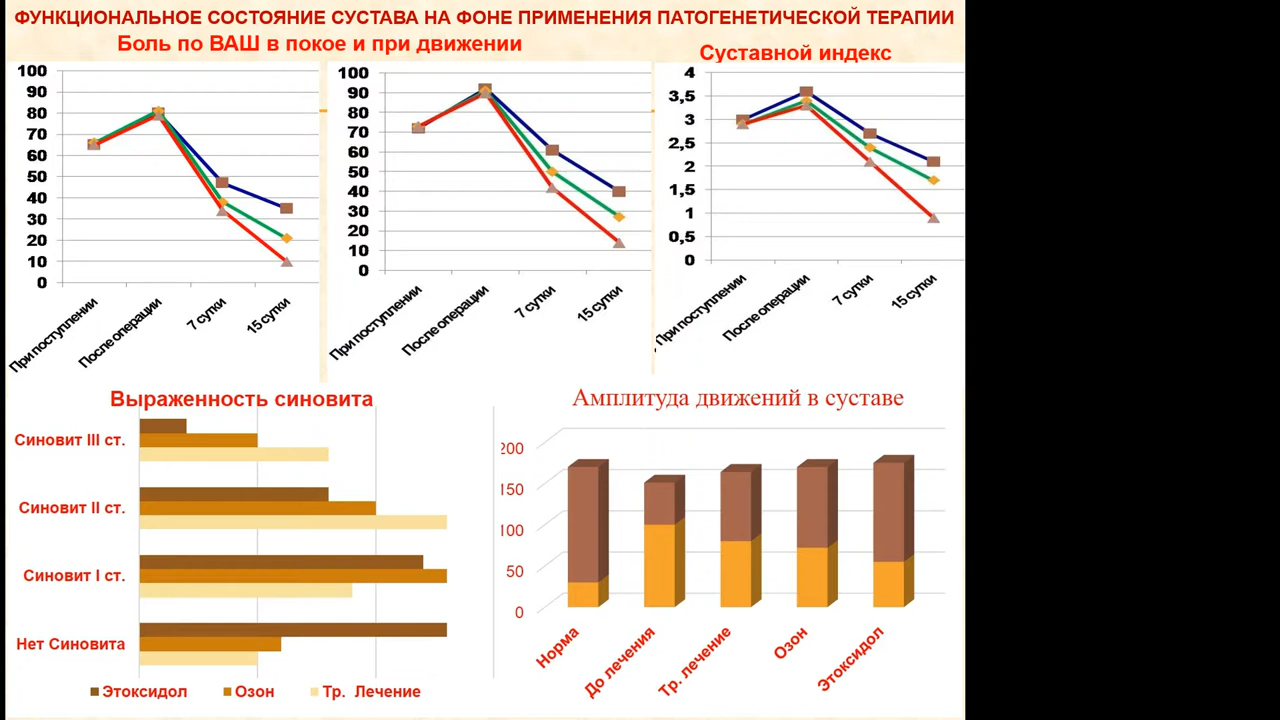 ФУНКЦИОНАЛЬНОЕ СОСТОЯНИЕ СУСТАВА НА ФОНЕ ПРИМЕНЕНИЯ ПАТОГЕНЕТИЧЕСКОЙ ТЕРАПИИ
Боль по ВАШ в покое и при движении
100
90
80
70
60
50
40
30
20
10
0
При поступлении
После операции
7 сутки
15 сутки
100
90
80
70
60
50
40
30
20
10
0
При поступлении
После операции
7 сутки
15 сутки
Суставной индекс
4
3,5
3
2,5
2
1,5
1
0,5
0
При поступлении
После операции
7 сутки
15 сутки
Выраженность синовита
Синовит III ст.
Синовит II ст.
Синовит I ст.
Нет Синовита
Этоксидол
Озон
Тр. Лечение
Амплитуда движений в суставе
200
150
100
50
0
Норма
До лечения
Тр. лечение
Озон
Этоксидол